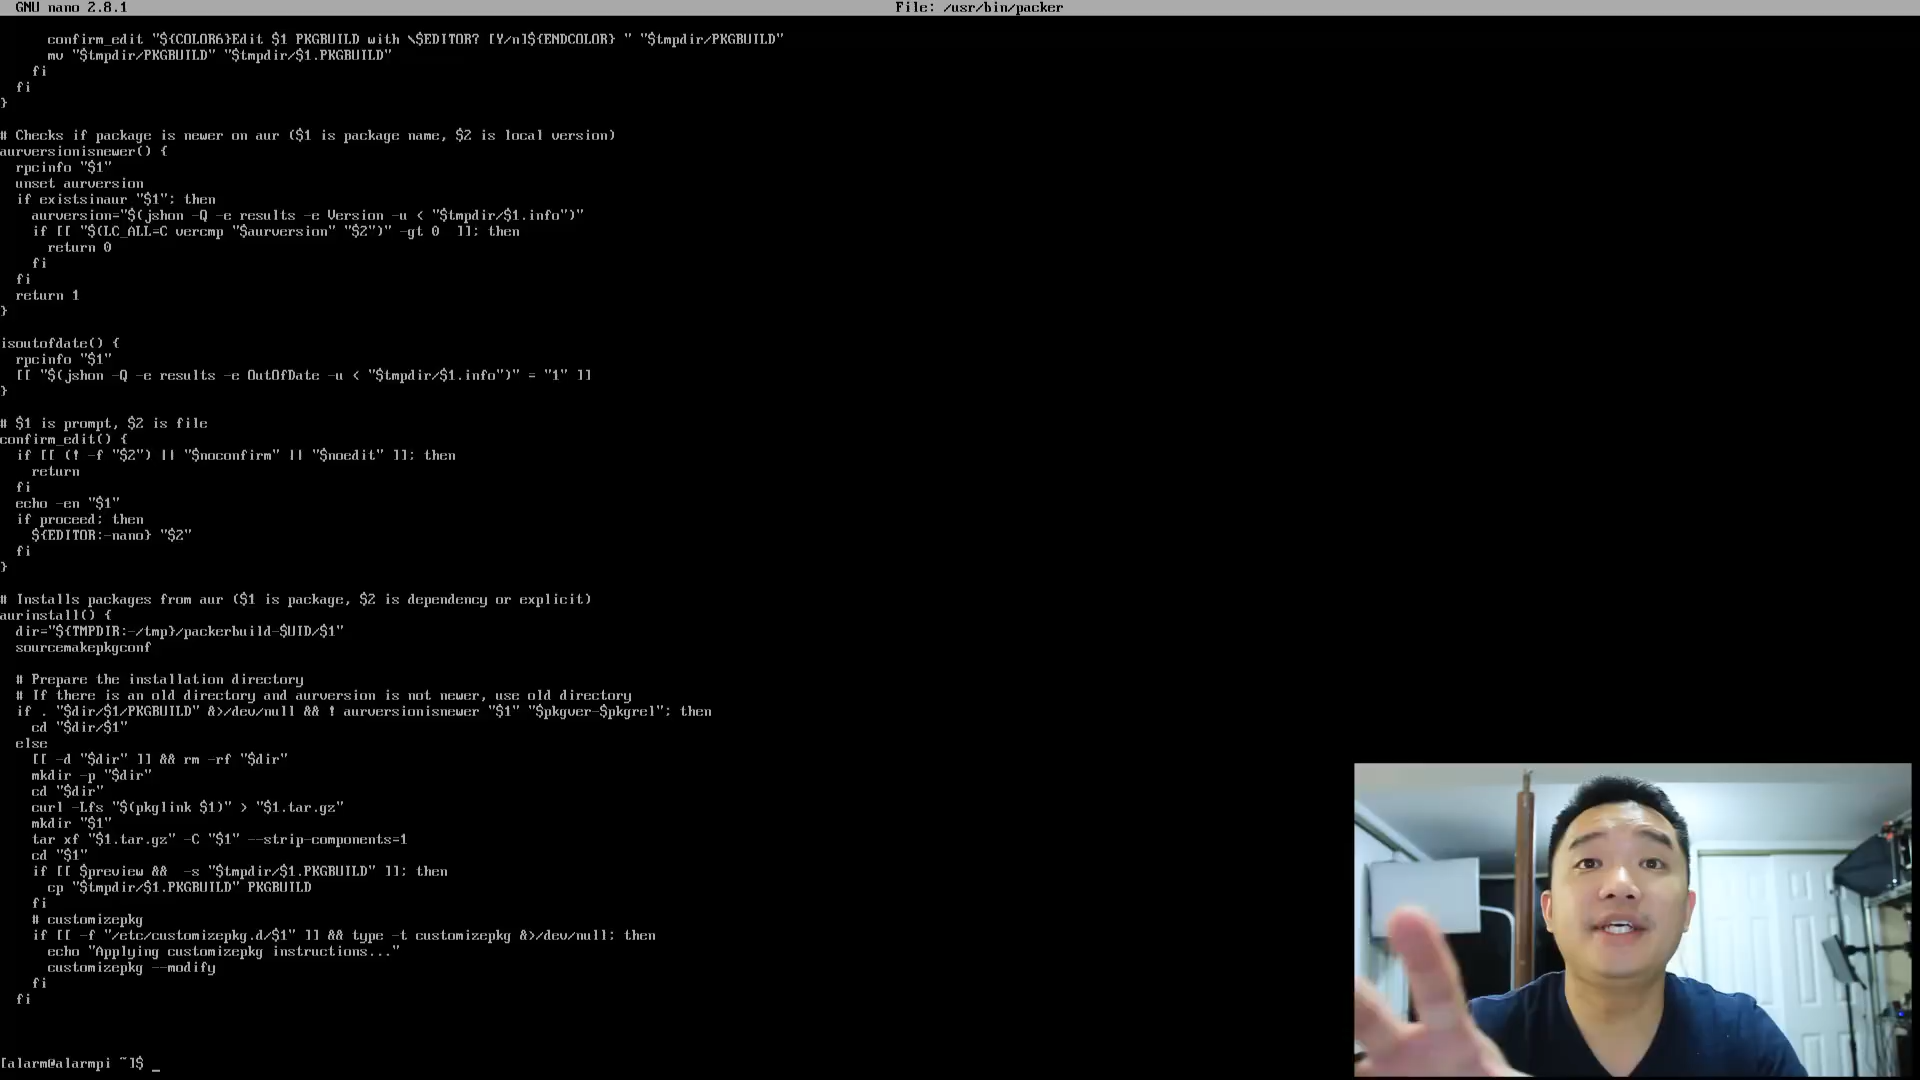 GNU nano 2.8.1 File: /usr/bin/packer
confirm_edit "${COLOR6}Edit $1 PKGBUILD with \$EDITOR? [Y/n]${ENDCOLOR} " "$tmpdir/PKGBUILD"
mv "$tmpdir/PKGBUILD" "$tmpdir/$1.PKGBUILD"
fi
fi
}
# Checks if package is newer on aur ($1 is package name, $2 is local version)
aurversionisnewer() {
rpcinfo "$1"
unset aurversion
if existsinaur "$1"; then
aurversion="$(jshon -Q -e results -e Version -u < "$tmpdir/$1.info")"
if [[ "$(LC_ALL=C vercmp "$aurversion" "$2")" -gt 0  ]]; then
return 0
fi
fi
return 1
}
isoutofdate() {
rpcinfo "$1"
[[ "$(jshon -Q -e results -e OutOfDate -u < "$tmpdir/$1.info")" = "1" ]]
}
# $1 is prompt, $2 is file
confirm_edit() {
if [[ (! -f "$2") || "$noconfirm" || "$noedit" ]]; then
return
fi
echo -en "$1"
if proceed; then
${EDITOR:-nano} "$2"
fi
}
# Installs packages from aur ($1 is package, $2 is dependency or explicit)
aurinstall() {
dir="${TMPDIR:-/tmp}/packerbuild-$UID/$1"
sourcemakepkgconf
# Prepare the installation directory
# If there is an old directory and aurversion is not newer, use old directory
if . "$dir/$1/PKGBUILD" &>/dev/null && ! aurversionisnewer "$1" "$pkgver-$pkgrel"; then
cd "$dir/$1"
else
[[ -d "$dir" ]] && rm -rf "$dir"
mkdir -p "$dir"
cd "$dir"
curl -Lfs "$(pkglink $1)" > "$1.tar.gz"
mkdir "$1"
tar xf "$1.tar.gz" -C "$1" --strip-components=1
cd "$1"
if [[ $preview &&  -s "$tmpdir/$1.PKGBUILD" ]]; then
cp "$tmpdir/$1.PKGBUILD" PKGBUILD
fi
# customizepkg
if [[ -f "/etc/customizepkg.d/$1" ]] && type -t customizepkg &>/dev/null; then
echo "Applying customizepkg instructions..."
customizepkg --modify
fi
fi
[alarm@alarmpi ~]$ _